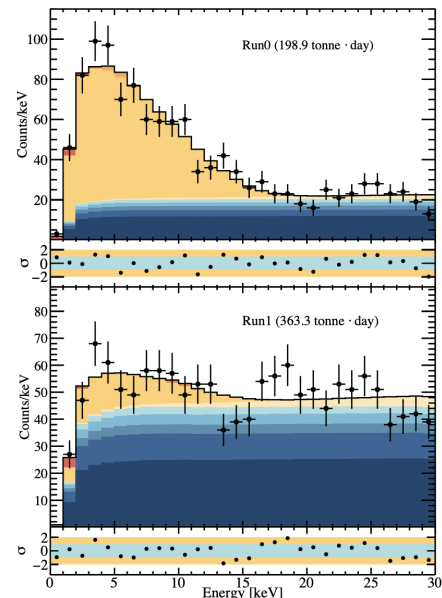 100
80
60
40
20
Counts/keV
Run0 (198.9 tonne · day)
2
0
−2
σ
80
70
60
50
40
30
20
10
Counts/keV
Run1 (363.3 tonne · day)
2
0
−2
σ
0 5 10 15 20 25 30
Energy [keV]